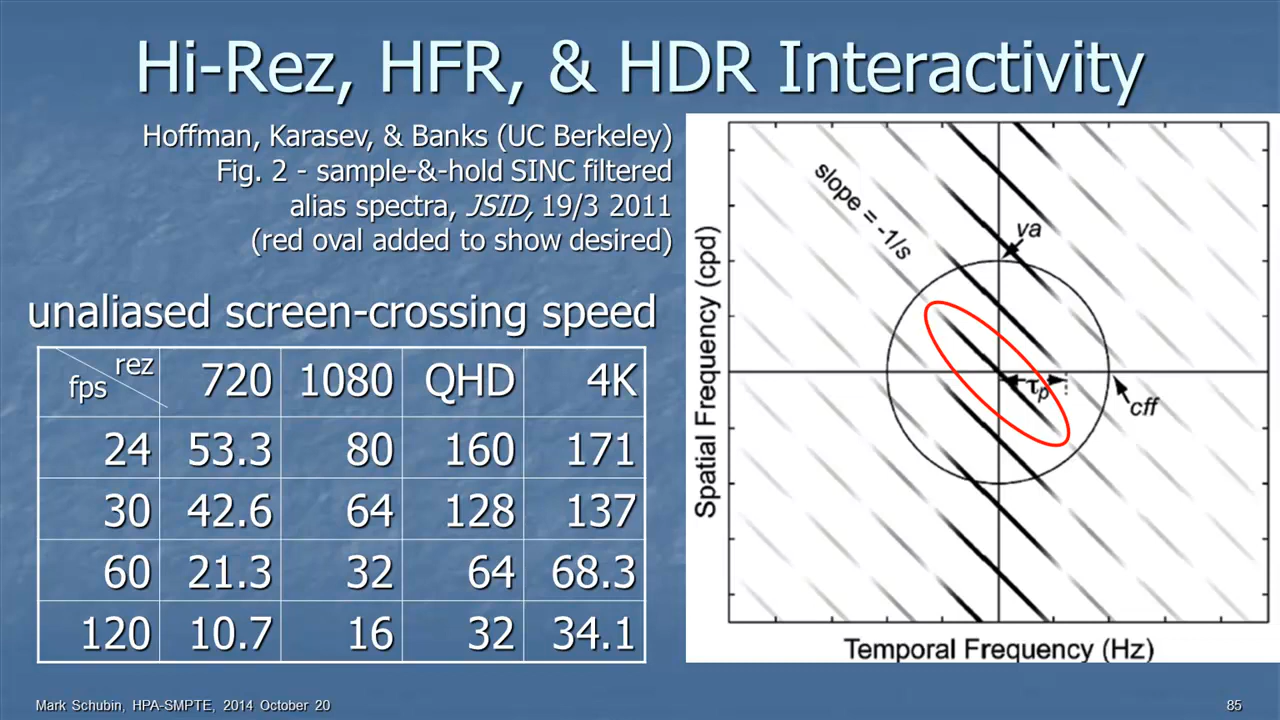 Hi-Rez, HFR, & HDR Interactivity
Hoffman, Karasev, & Banks (UC Berkeley)
Fig. 2 - sample-&-hold SINC filtered
alias spectra, JSID, 19/3 2011
(red oval added to show desired)
unaliased screen-crossing speed
rez
fps
720 1080 QHD 4K
24 53.3 80 160 171
30 42.6 64 128 137
60 21.3 32 64 68.3
120 10.7 16 32 34.1
slope = -1/s
va
τp
cff
Spatial Frequency (cpd)
Temporal Frequency (Hz)
Mark Schubin, HPA-SMPTE, 2014 October 20
85